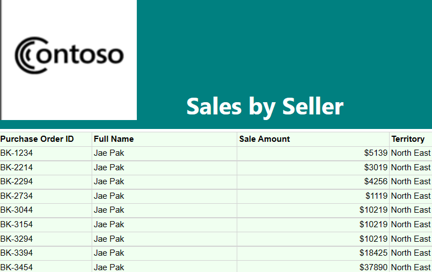 Contoso
Sales by Seller
Purchase Order ID Full Name Sale Amount Territory
BK-1234 Jae Pak $5139 North East
BK-2214 Jae Pak $3019 North East
BK-2294 Jae Pak $4256 North East
BK-2734 Jae Pak $1119 North East
BK-3044 Jae Pak $10219 North East
BK-3154 Jae Pak $10219 North East
BK-3294 Jae Pak $10219 North East
BK-3394 Jae Pak $18425 North East
BK-3454 Jae Pak $37890 North East